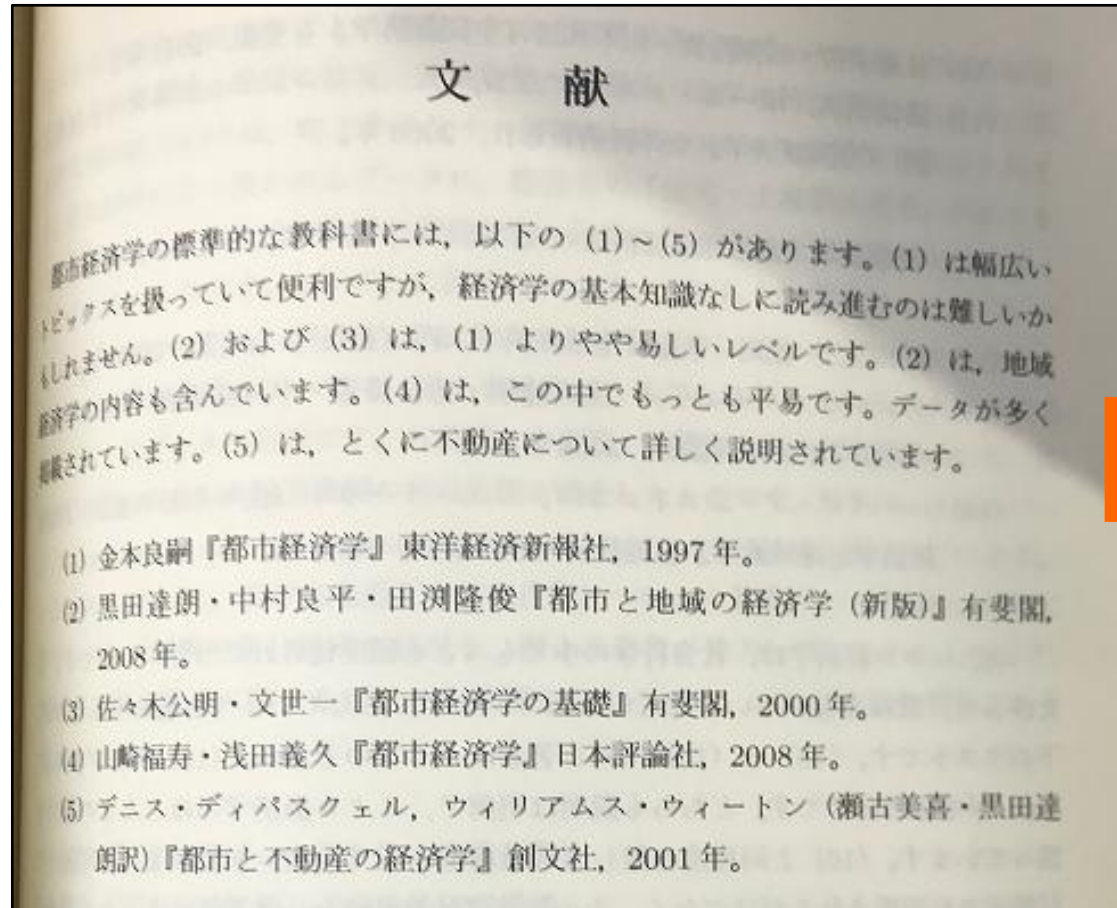 文 献
都市経済学の標準的な教科書には，以下の (1)～(5) があります。(1) は幅広い
トピックスを扱っていて便利ですが，経済学の基本知識なしに読み進むのは難しいか
もしれません。(2) および (3) は，(1) よりやや易しいレベルです。(2) は，地域
経済学の内容も含んでいます。(4) は，この中でもっとも平易です。データが多く
掲載されています。(5) は，とくに不動産について詳しく説明されています。
(1) 金本良嗣『都市経済学』東洋経済新報社，1997年。
(2) 黒田達朗・中村良平・田渕隆俊『都市と地域の経済学（新版）』有斐閣，
2008年。
(3) 佐々木公明・文世一『都市経済学の基礎』有斐閣，2000年。
(4) 山崎福寿・浅田義久『都市経済学』日本評論社，2008年。
(5) デニス・ディパスクェル，ウィリアムス・ウィートン（瀬古美喜・黒田達
朗訳）『都市と不動産の経済学』創文社，2001年。